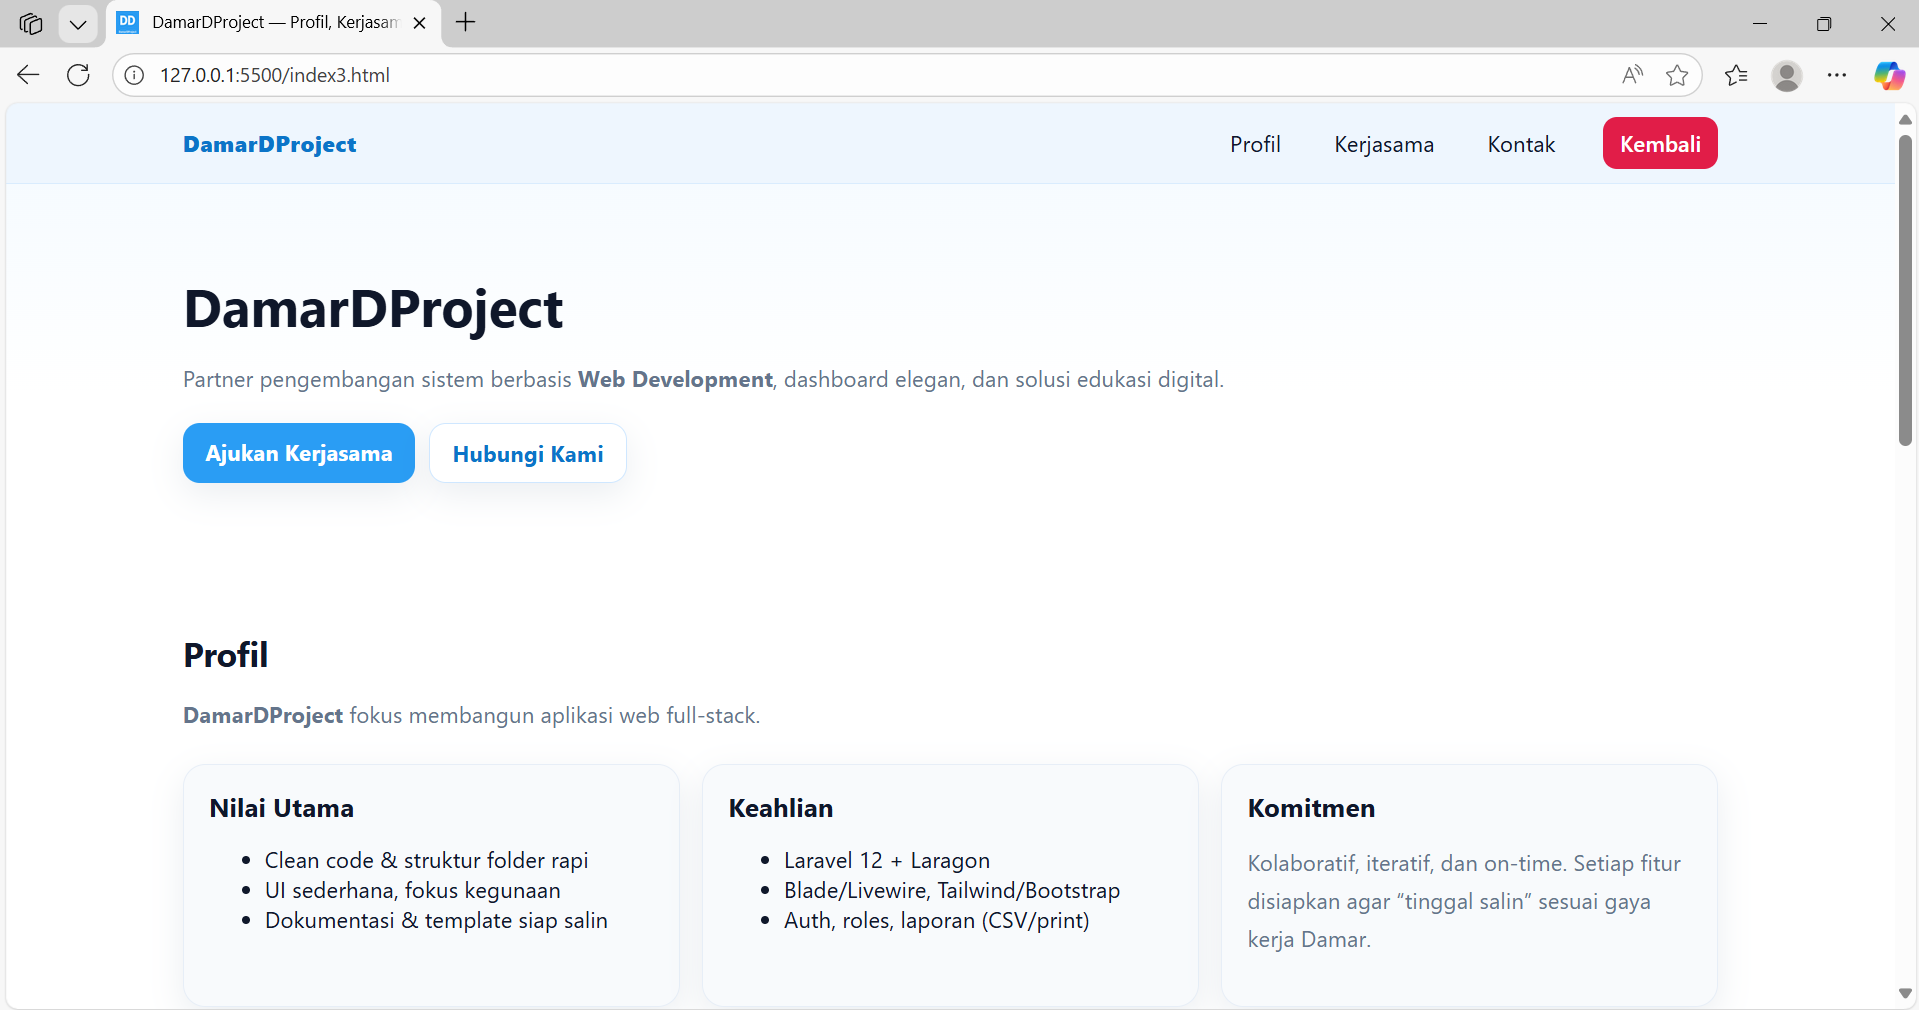 DD
DamarDProject — Profil, Kerjasam
127.0.0.1:5500/index3.html
DamarDProject
Profil
Kerjasama
Kontak
Kembali
DamarDProject
Partner pengembangan sistem berbasis Web Development, dashboard elegan, dan solusi edukasi digital.
Ajukan Kerjasama
Hubungi Kami
Profil
DamarDProject fokus membangun aplikasi web full-stack.
Nilai Utama
• Clean code & struktur folder rapi
• UI sederhana, fokus kegunaan
• Dokumentasi & template siap salin
Keahlian
• Laravel 12 + Laragon
• Blade/Livewire, Tailwind/Bootstrap
• Auth, roles, laporan (CSV/print)
Komitmen
Kolaboratif, iteratif, dan on-time. Setiap fitur
disiapkan agar “tinggal salin” sesuai gaya
kerja Damar.